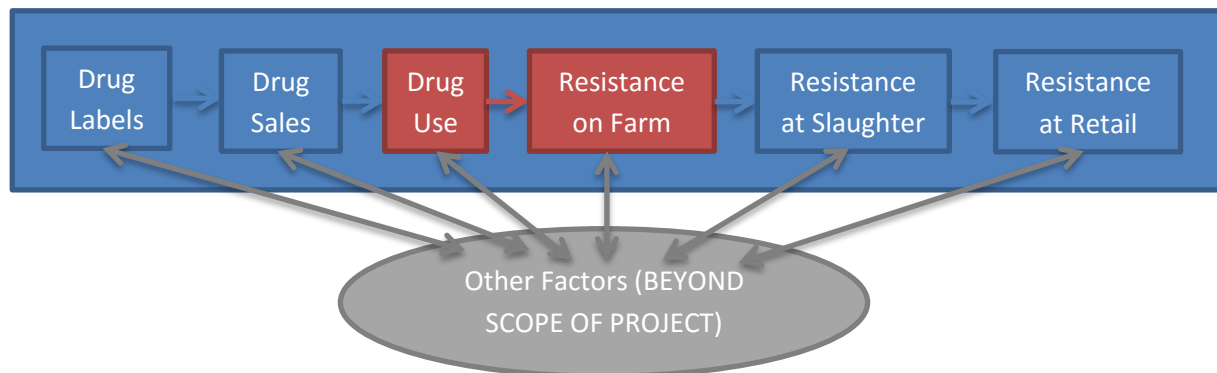 Drug
Labels
Drug
Sales
Drug
Use
Resistance
on Farm
Resistance
at Slaughter
Resistance
at Retail
Other Factors (BEYOND
SCOPE OF PROJECT)